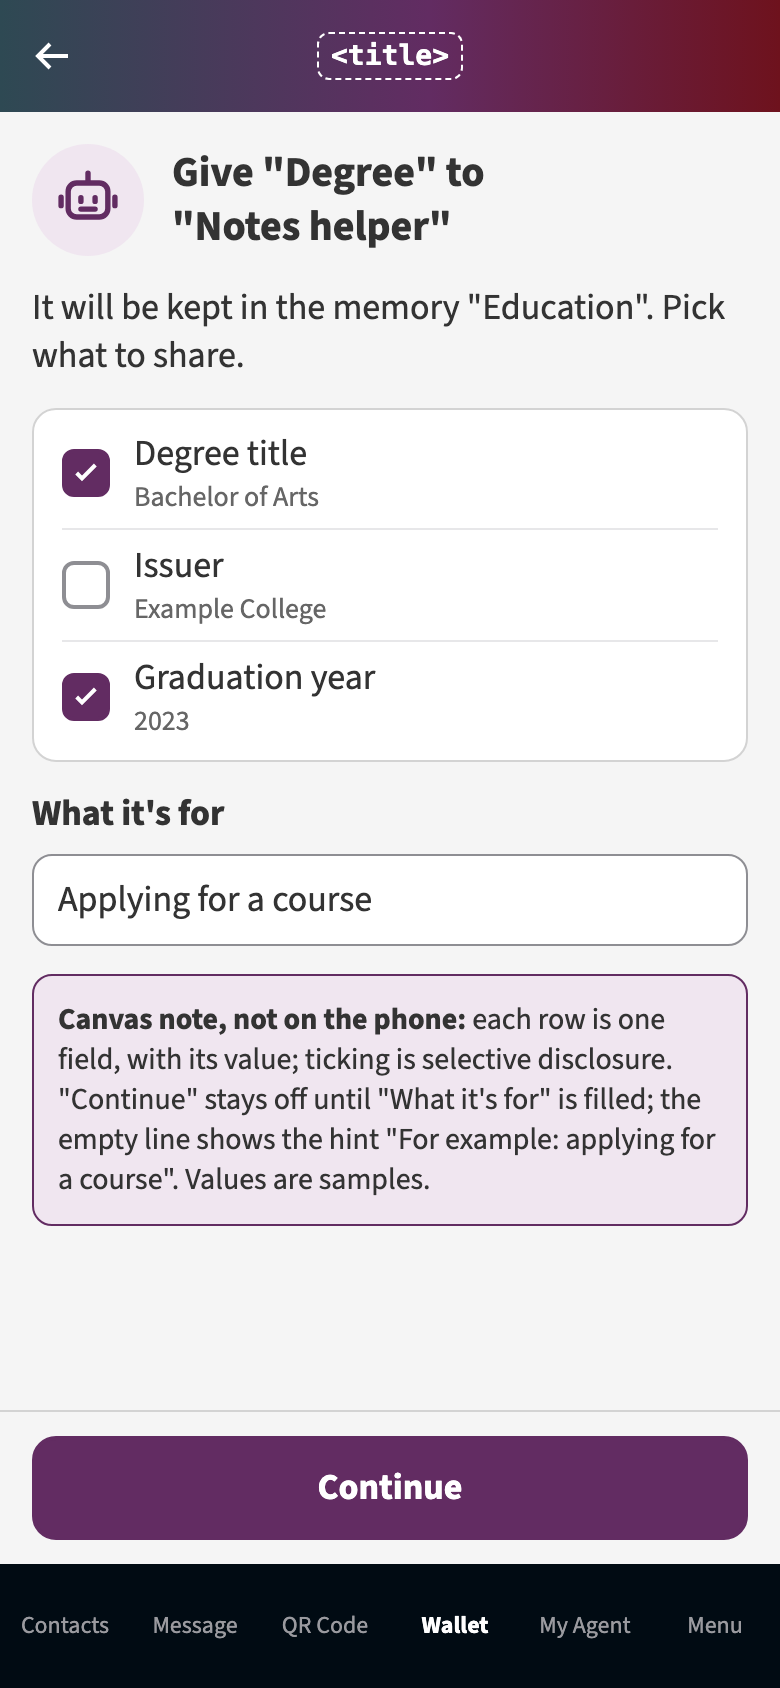 <title>
Give "Degree" to
"Notes helper"
It will be kept in the memory "Education". Pick
what to share.
Degree title
Bachelor of Arts
Issuer
Example College
Graduation year
2023
What it's for
Applying for a course
Canvas note, not on the phone: each row is one
field, with its value; ticking is selective disclosure.
"Continue" stays off until "What it's for" is filled; the
empty line shows the hint "For example: applying for
a course". Values are samples.
Continue
Contacts
Message
QR Code
Wallet
My Agent
Menu